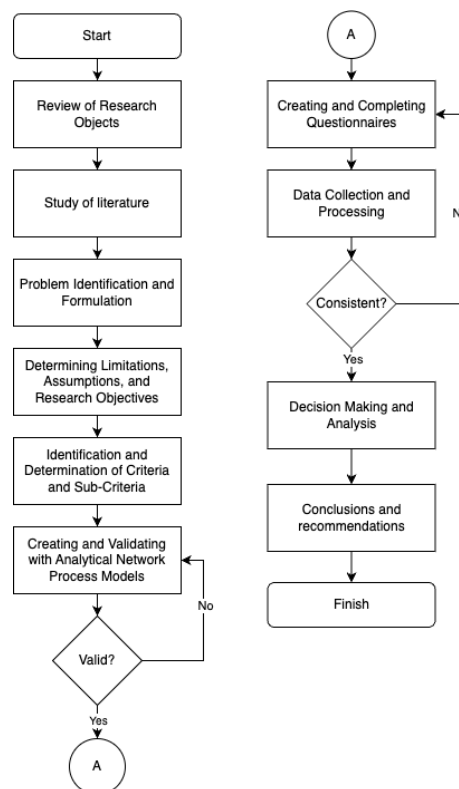 Start
Review of Research
Objects
Study of literature
Problem Identification and
Formulation
Determining Limitations,
Assumptions, and
Research Objectives
Identification and
Determination of Criteria
and Sub-Criteria
Creating and Validating
with Analytical Network
Process Models
No
Valid?
Yes
A
A
Creating and Completing
Questionnaires
Data Collection and
Processing
Consistent?
Yes
Decision Making and
Analysis
Conclusions and
recommendations
Finish